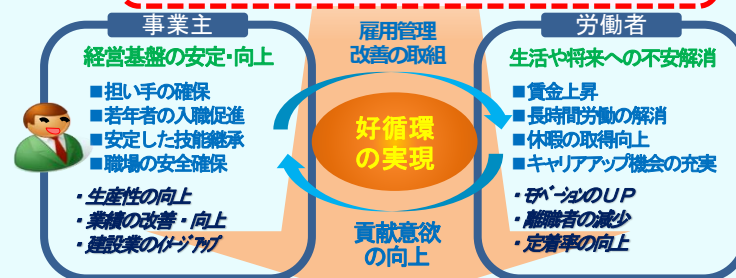 事業主
経営基盤の安定・向上
■担い手の確保
■若年者の入職促進
■安定した技能継承
■職場の安全確保
・生産性の向上
・業績の改善・向上
・建設業のｲﾒｰｼﾞｱｯﾌﾟ
雇用管理
改善の取組
好循環
の実現
貢献意欲
の向上
労働者
生活や将来への不安解消
■賃金上昇
■長時間労働の解消
■休暇の取得向上
■キャリアアップ機会の充実
・ﾓﾁﾍﾞｰｼｮﾝのＵＰ
・離職者の減少
・定着率の向上